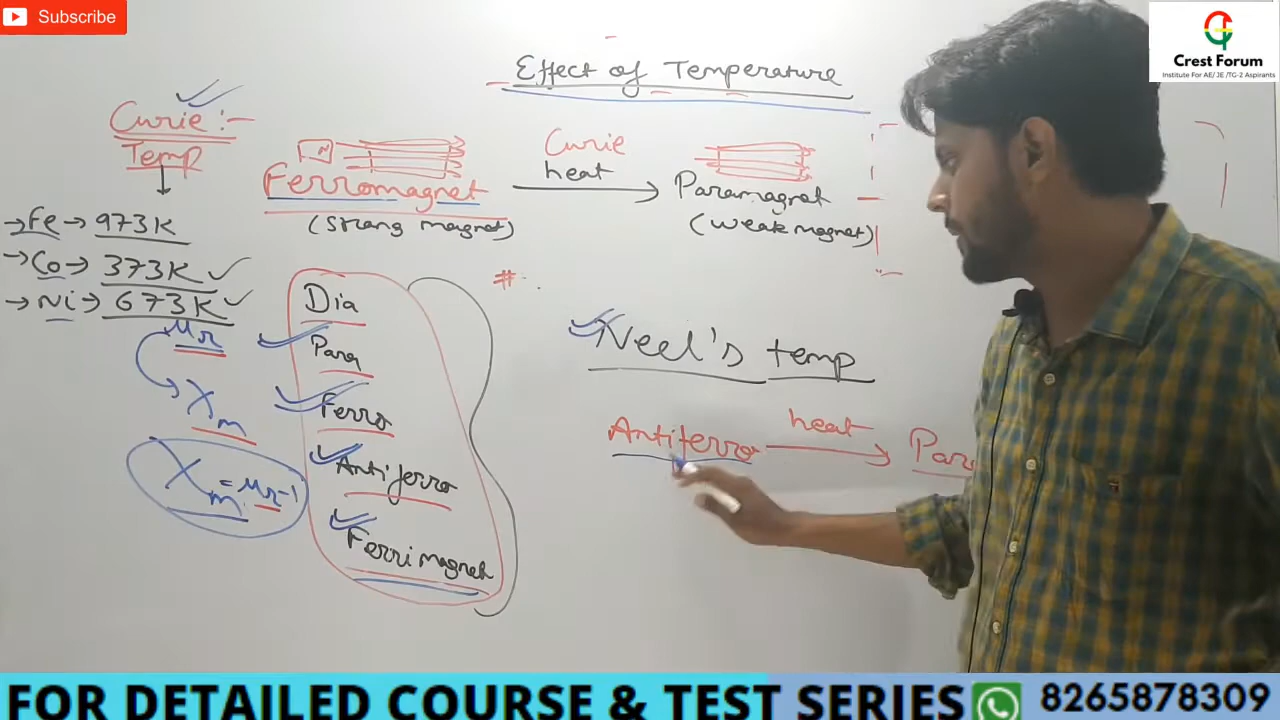 Subscribe
Crest Forum
Institute For AE/ JE /TG-2 Aspirants
Effect of Temperature
Curie :-
Temp
→ Fe → 973K
→ Co → 373K
→ Ni → 673K
μr
Xm
Xm = μr-1
N
Ferromagnet
(strong magnet)
Curie
heat
Paramagnet
(weak magnet)
Dia
Para
Ferro
Antiferro
Ferrimagnet
# :
Neel's temp
Antiferro
heat
FOR DETAILED COURSE & TEST SERIES
8265878309